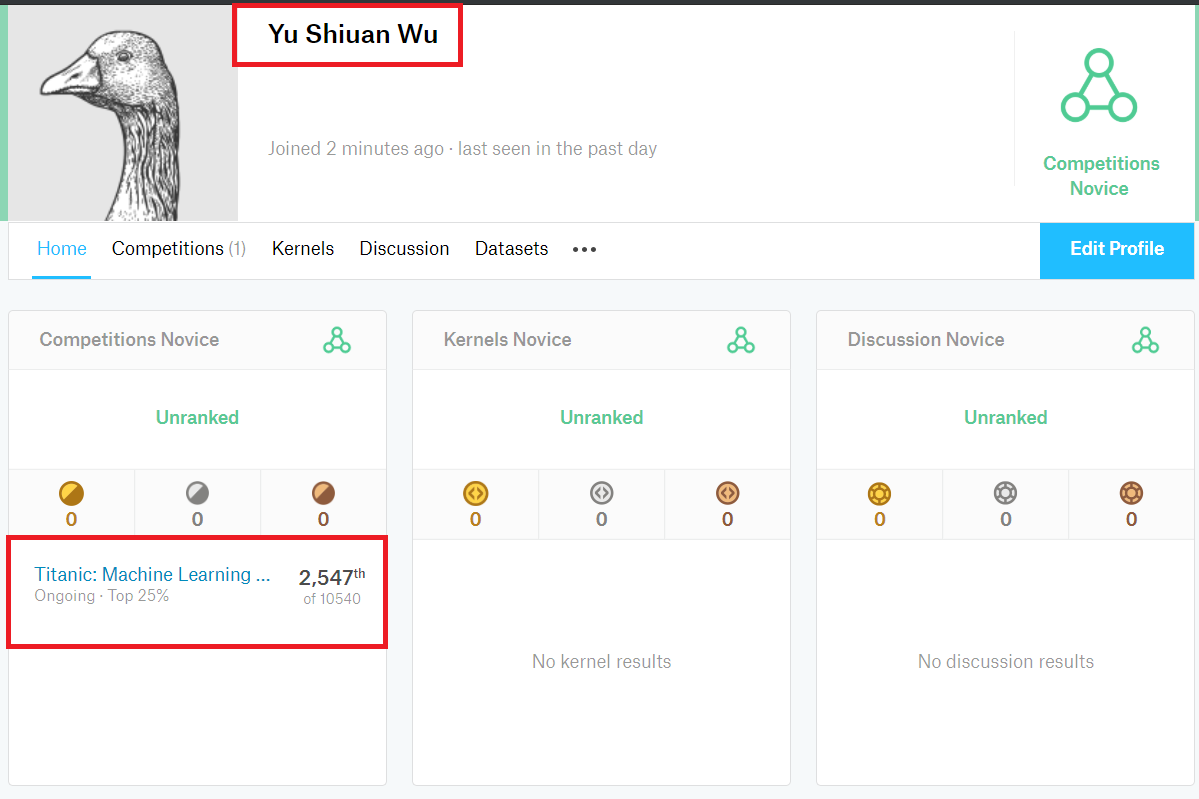 Yu Shiuan Wu
Joined 2 minutes ago · last seen in the past day
Competitions
Novice
Home Competitions (1) Kernels Discussion Datasets •••
Edit Profile
Competitions Novice
Unranked
0 0 0
Titanic: Machine Learning ... 2,547th
Ongoing · Top 25% of 10540
Kernels Novice
Unranked
0 0 0
No kernel results
Discussion Novice
Unranked
0 0 0
No discussion results